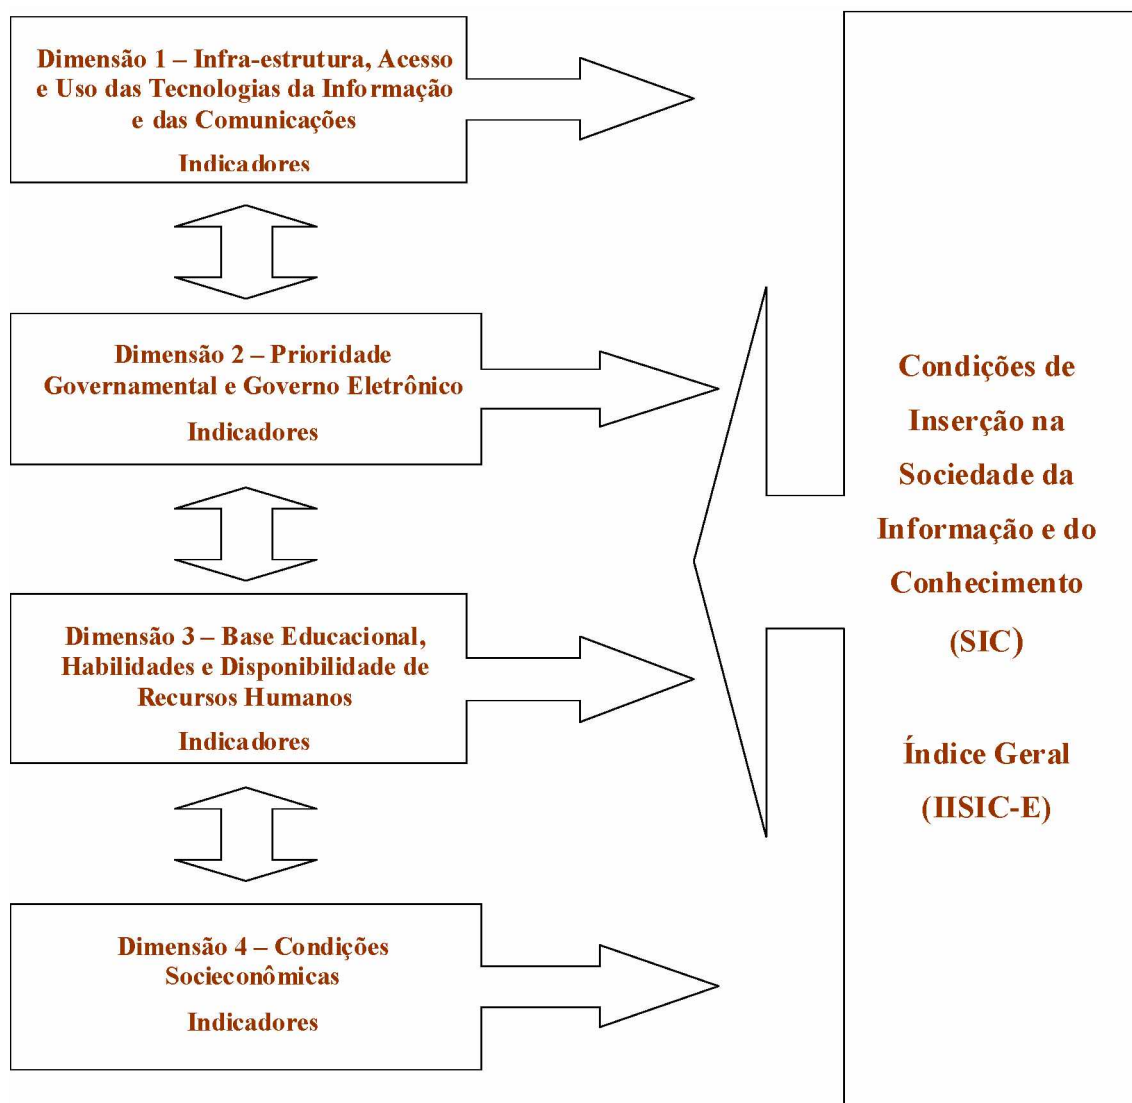 Dimensão 1 – Infra-estrutura, Acesso
e Uso das Tecnologias da Informação
e das Comunicações
Indicadores
Dimensão 2 – Prioridade
Governamental e Governo Eletrônico
Indicadores
Dimensão 3 – Base Educacional,
Habilidades e Disponibilidade de
Recursos Humanos
Indicadores
Dimensão 4 – Condições
Socieconômicas
Indicadores
Condições de
Inserção na
Sociedade da
Informação e do
Conhecimento
(SIC)
Índice Geral
(IISIC-E)